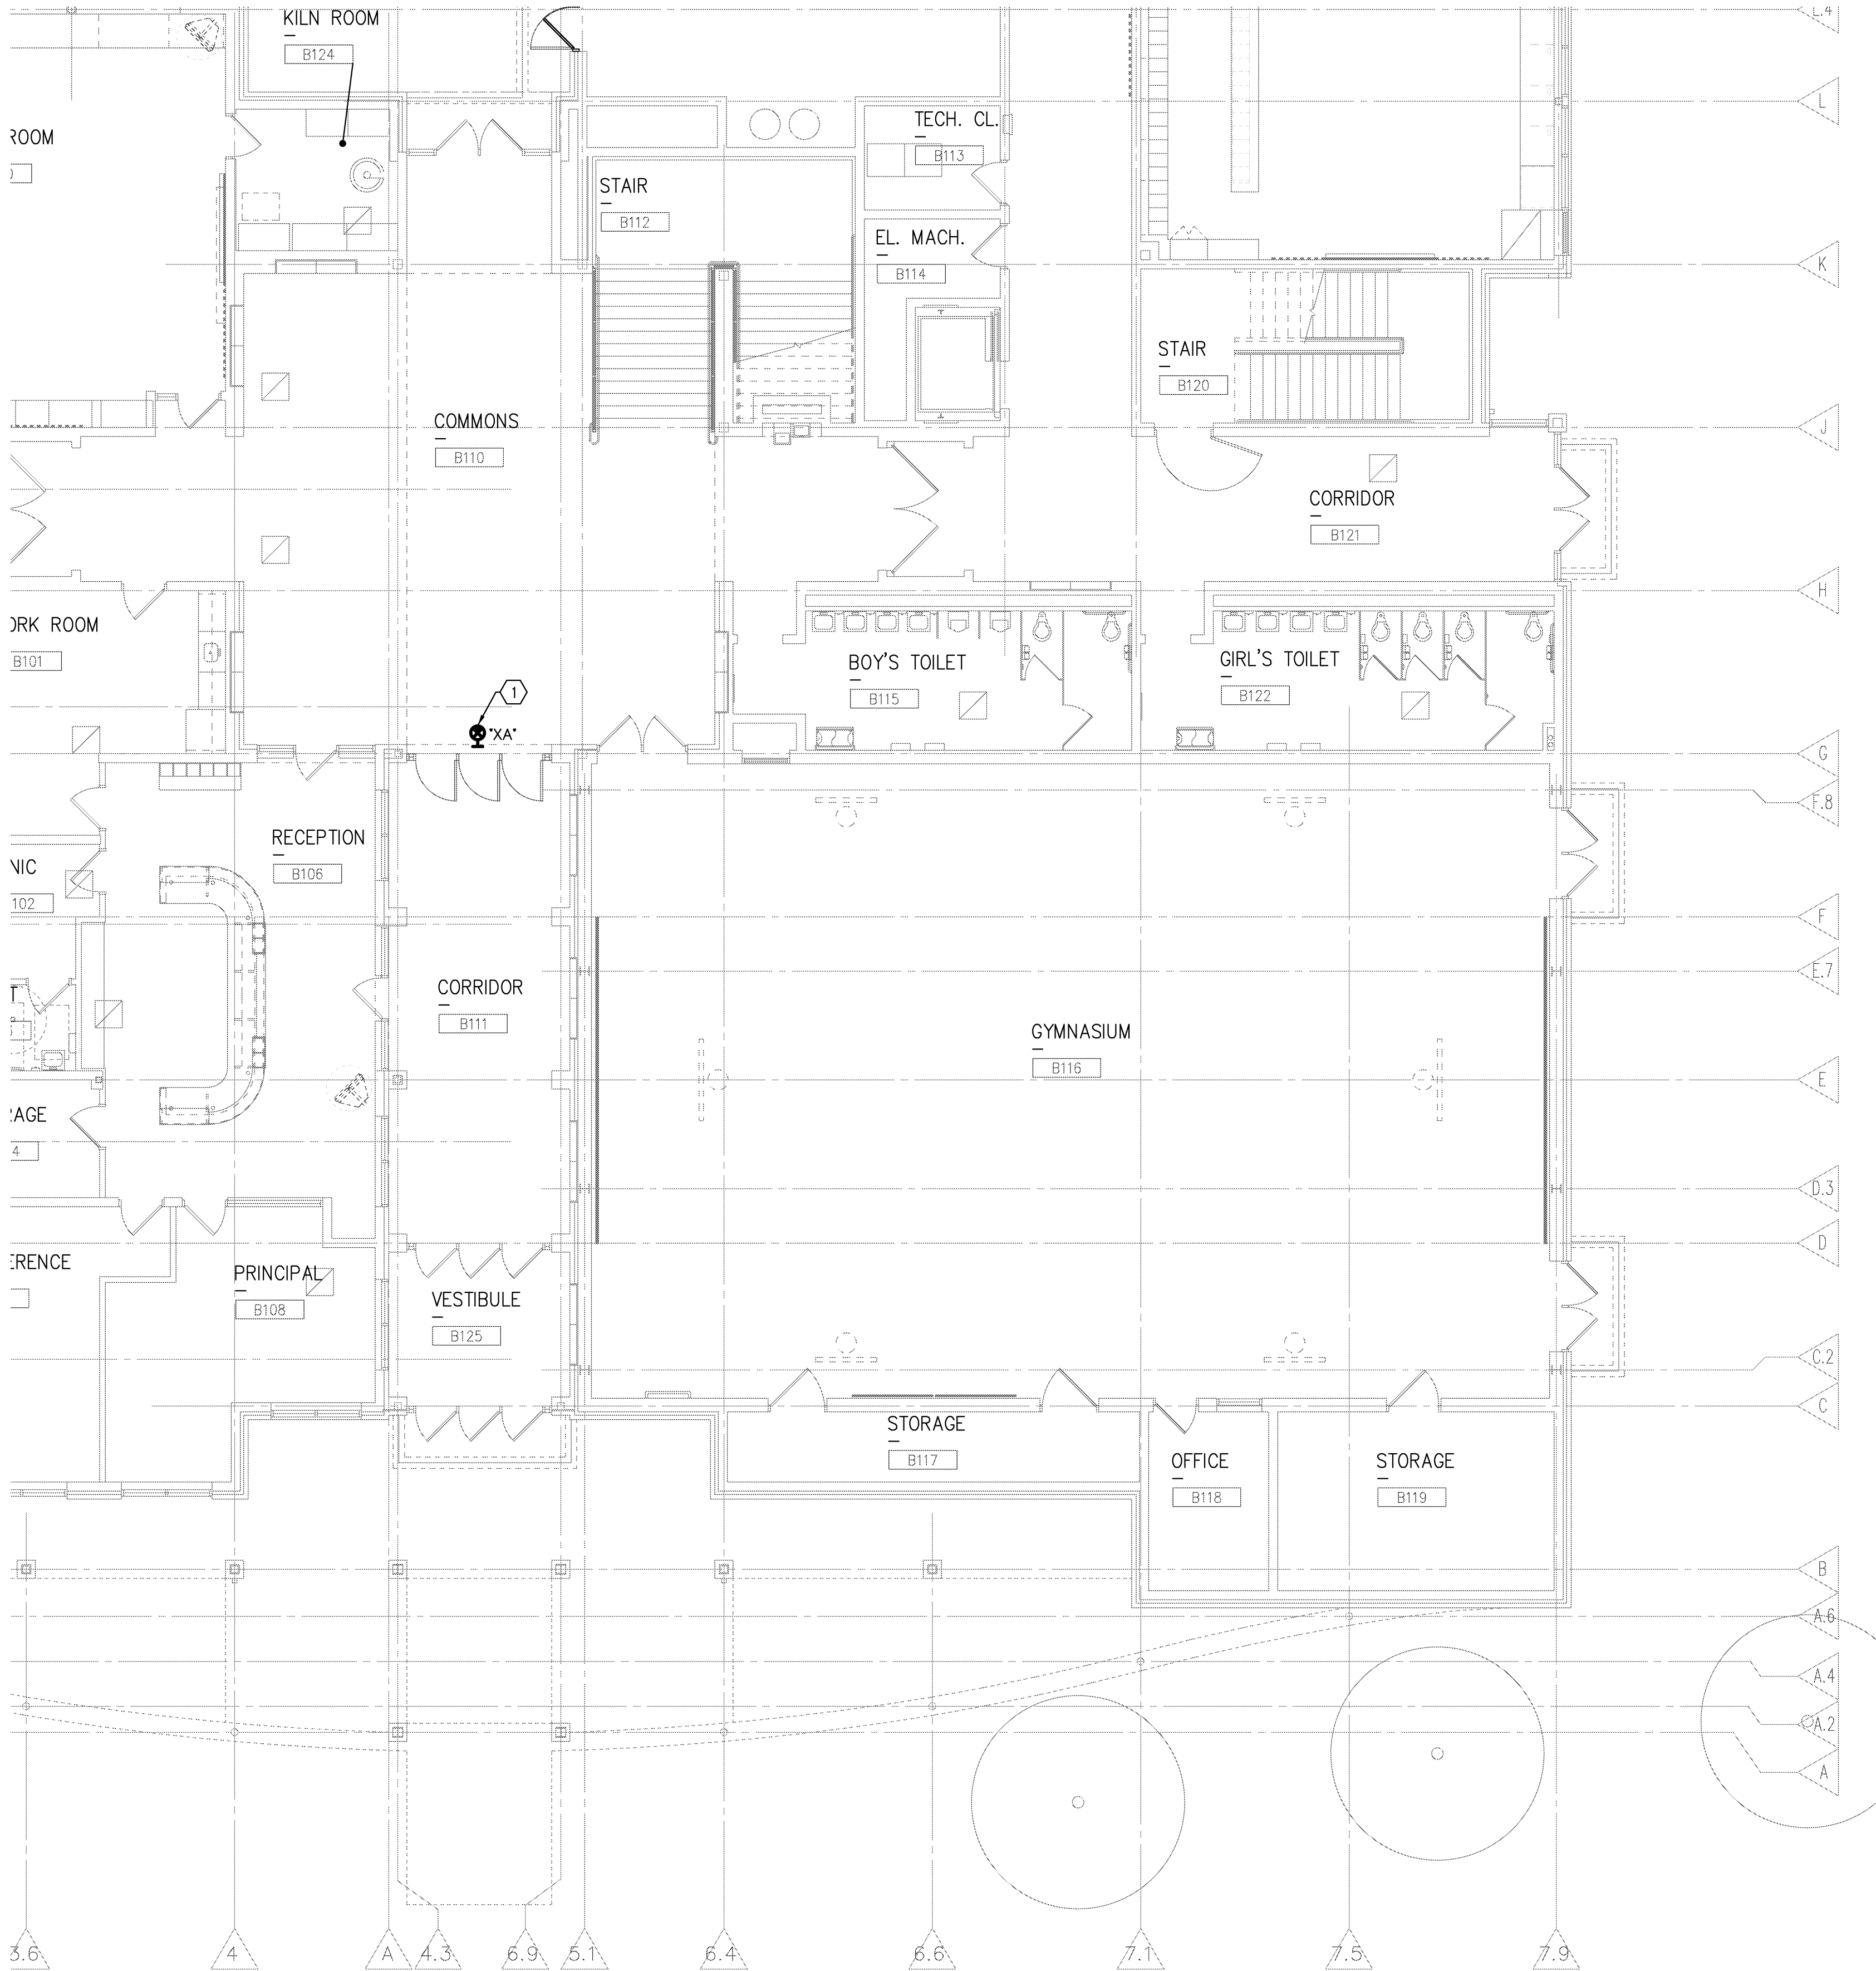 L.4
KILN ROOM
B124
L
TECH. CL.
B113
ROOM
STAIR
B112
EL. MACH.
B114
K
STAIR
B120
COMMONS
B110
J
CORRIDOR
B121
H
ORK ROOM
B101
BOY'S TOILET
B115
GIRL'S TOILET
B122
1
"XA"
G
F.8
RECEPTION
B106
NIC
102
F
E.7
CORRIDOR
B111
T
GYMNASIUM
B116
E
RAGE
4
D.3
D
ERENCE
PRINCIPAL
B108
VESTIBULE
B125
C.2
C
STORAGE
B117
OFFICE
B118
STORAGE
B119
B
A.6
A.4
A.2
A
3.6
4
A
4.3
6.9
5.1
6.4
6.6
7.1
7.5
7.9